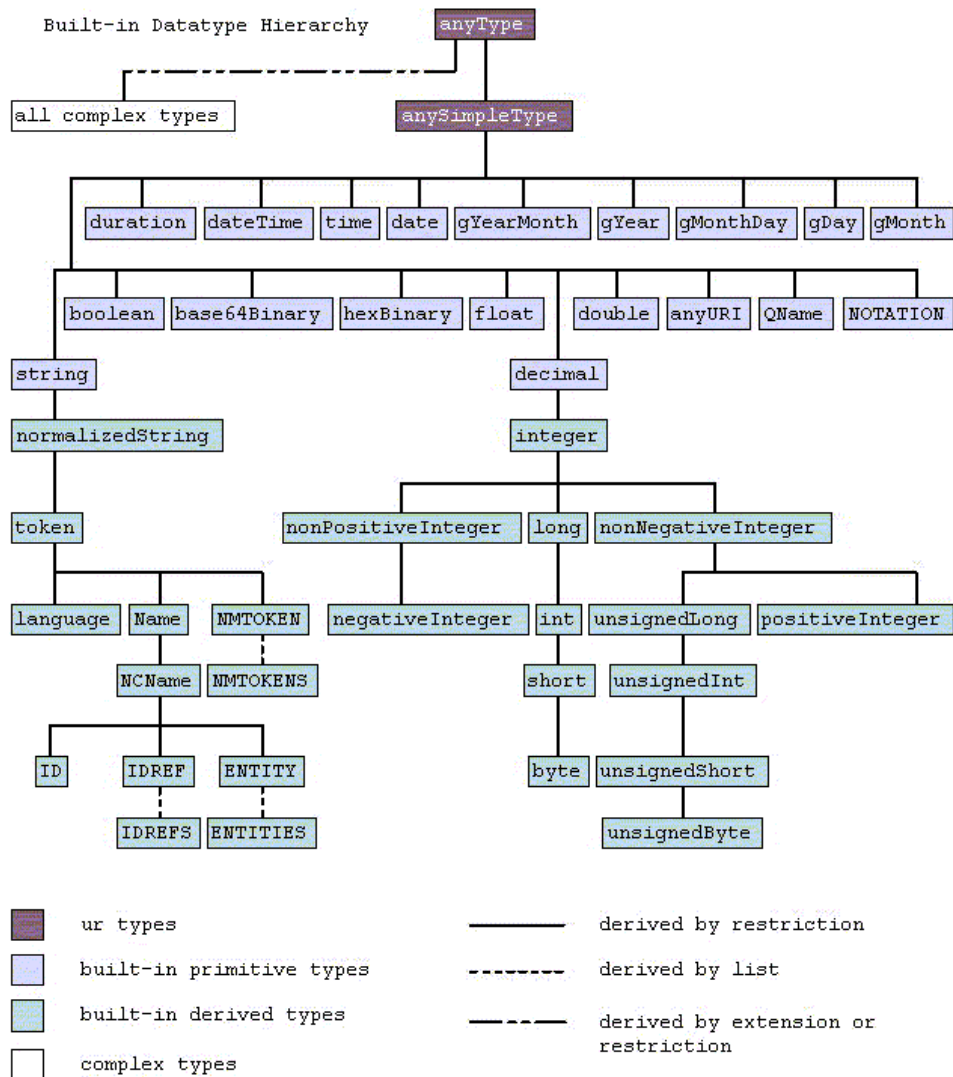 Built-in Datatype Hierarchy
anyType
all complex types
anySimpleType
duration dateTime time date gYearMonth gYear gMonthDay gDay gMonth
boolean base64Binary hexBinary float double anyURI QName NOTATION
string decimal
normalizedString integer
token nonPositiveInteger long nonNegativeInteger
language Name NMTOKEN negativeInteger int unsignedLong positiveInteger
NCName NMTOKENS short unsignedInt
ID IDREF ENTITY byte unsignedShort
IDREFS ENTITIES unsignedByte
ur types derived by restriction
built-in primitive types derived by list
built-in derived types derived by extension or
restriction
complex types